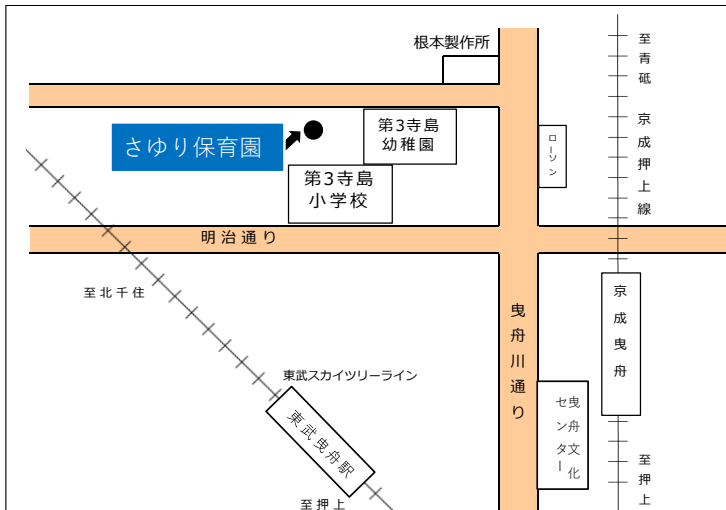 根本製作所
至青砥
京成押上線
さゆり保育園
第3寺島
幼稚園
ローソン
第3寺島
小学校
明治通り
至北千住
京成曳舟
曳舟川通り
東武スカイツリーライン
東武曳舟駅
曳舟文化
センター
至押上
至押上